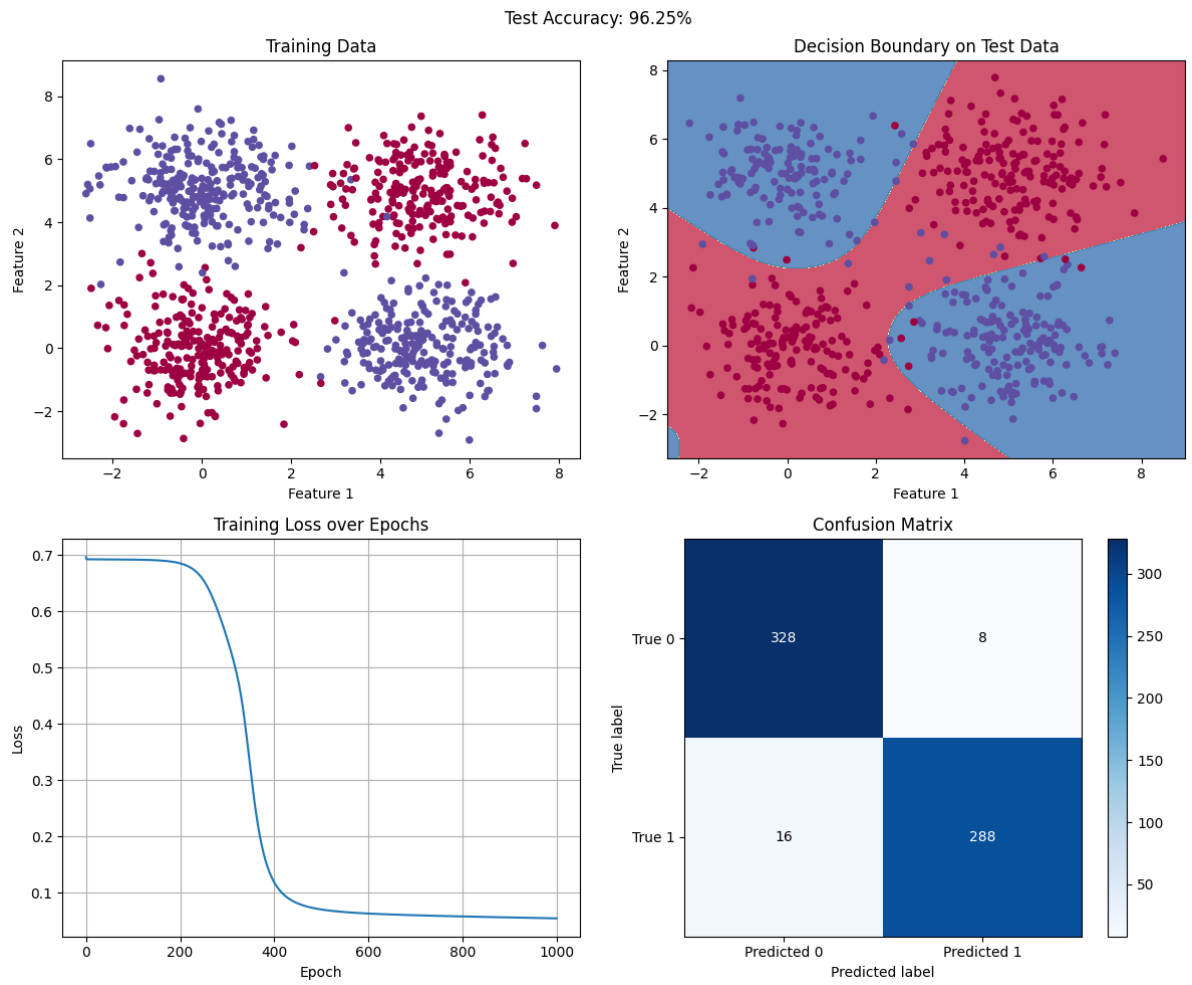 Test Accuracy: 96.25%
Training Data
8
6
4
2
0
−2
Feature 2
−2 0 2 4 6 8
Feature 1
Decision Boundary on Test Data
8
6
4
2
0
−2
Feature 2
−2 0 2 4 6 8
Feature 1
Training Loss over Epochs
0.7
0.6
0.5
0.4
0.3
0.2
0.1
Loss
0 200 400 600 800 1000
Epoch
Confusion Matrix
True 0 328 8
True 1 16 288
True label
Predicted 0 Predicted 1
Predicted label
300
250
200
150
100
50